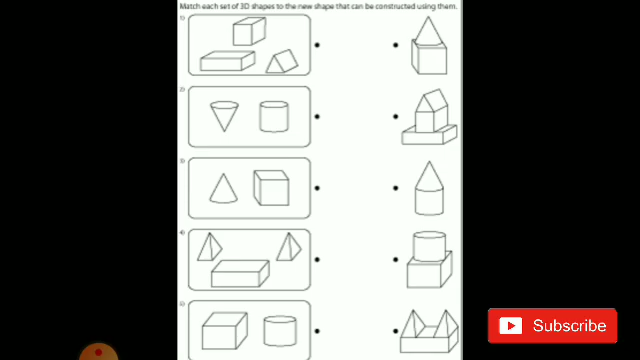 Match each set of 3D shapes to the new shape that can be constructed using them.
1)
2)
3)
4)
5)
Subscribe